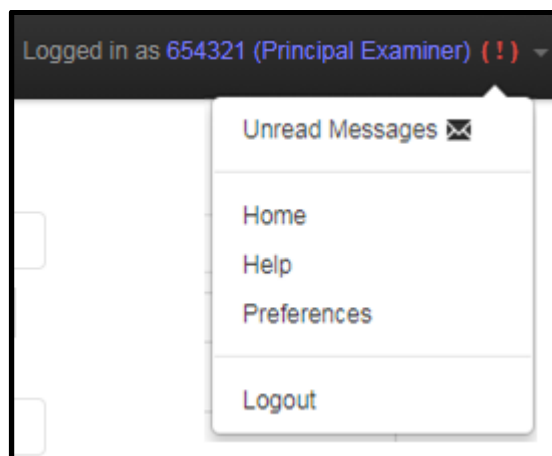 Logged in as 654321 (Principal Examiner) (!)
Unread Messages
Home
Help
Preferences
Logout